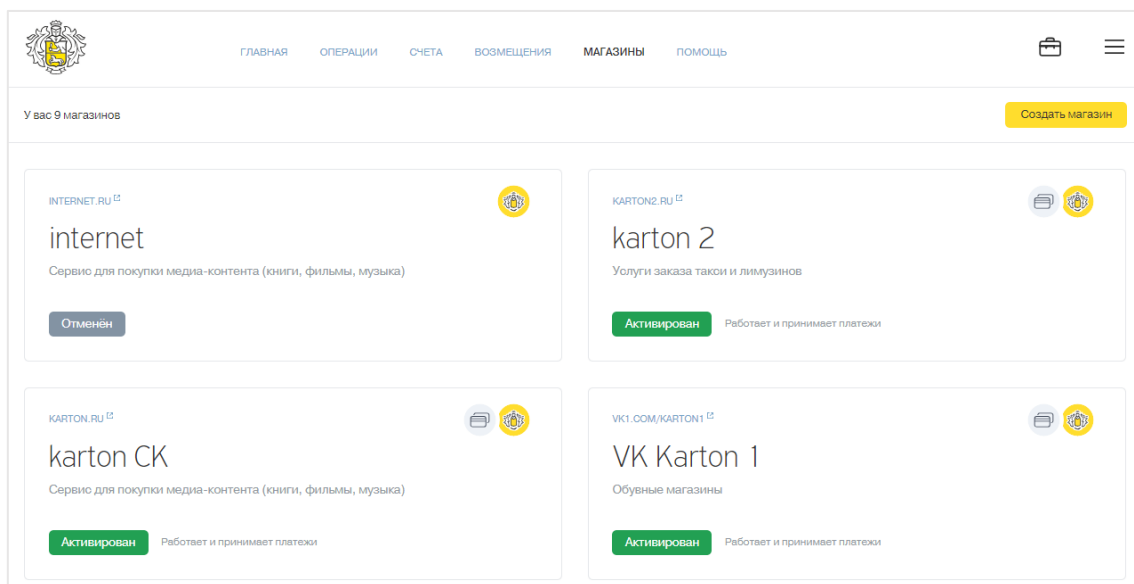 ГЛАВНАЯ ОПЕРАЦИИ СЧЕТА ВОЗМЕЩЕНИЯ МАГАЗИНЫ ПОМОЩЬ
У вас 9 магазинов
Создать магазин
INTERNET.RU
internet
Сервис для покупки медиа-контента (книги, фильмы, музыка)
Отменён
KARTON2.RU
karton 2
Услуги заказа такси и лимузинов
Активирован Работает и принимает платежи
KARTON.RU
karton CK
Сервис для покупки медиа-контента (книги, фильмы, музыка)
Активирован Работает и принимает платежи
VK1.COM/KARTON1
VK Karton 1
Обувные магазины
Активирован Работает и принимает платежи